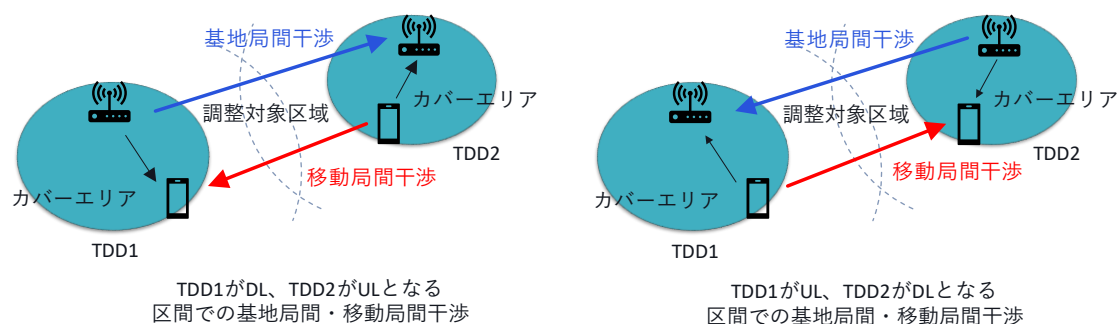 基地局間干渉
カバーエリア
調整対象区域
TDD2
移動局間干渉
カバーエリア
TDD1
TDD1がDL、TDD2がULとなる
区間での基地局間・移動局間干渉
基地局間干渉
カバーエリア
調整対象区域
TDD2
移動局間干渉
カバーエリア
TDD1
TDD1がUL、TDD2がDLとなる
区間での基地局間・移動局間干渉